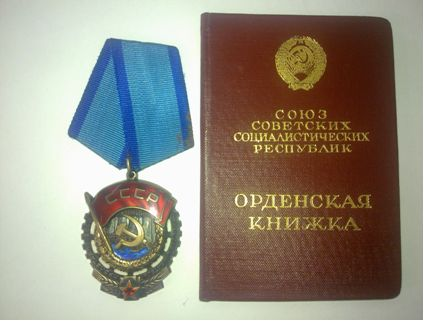 СССР
СОЮЗ
СОВЕТСКИХ
СОЦИАЛИСТИЧЕСКИХ
РЕСПУБЛИК
ОРДЕНСКАЯ
КНИЖКА